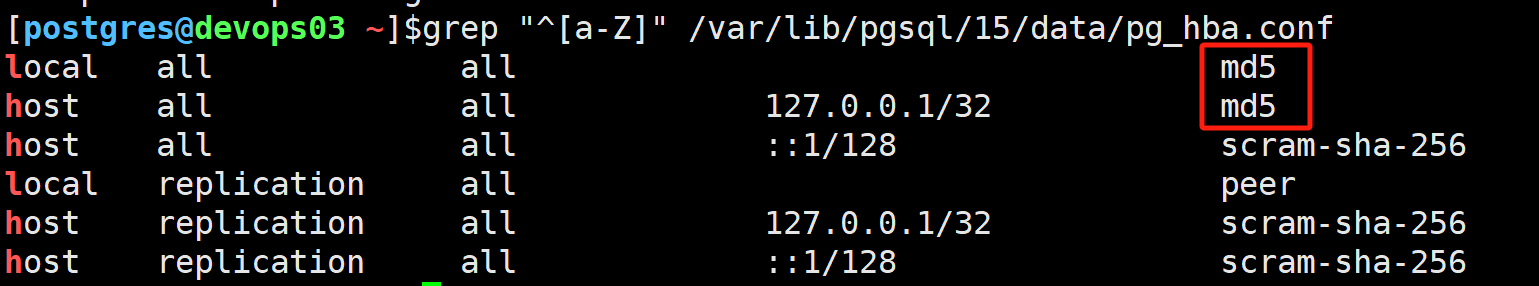 [postgres@devops03 ~]$grep "^[a-Z]" /var/lib/pgsql/15/data/pg_hba.conf
local   all             all                                     md5
host    all             all             127.0.0.1/32            md5
host    all             all             ::1/128                 scram-sha-256
local   replication     all                                     peer
host    replication     all             127.0.0.1/32            scram-sha-256
host    replication     all             ::1/128                 scram-sha-256